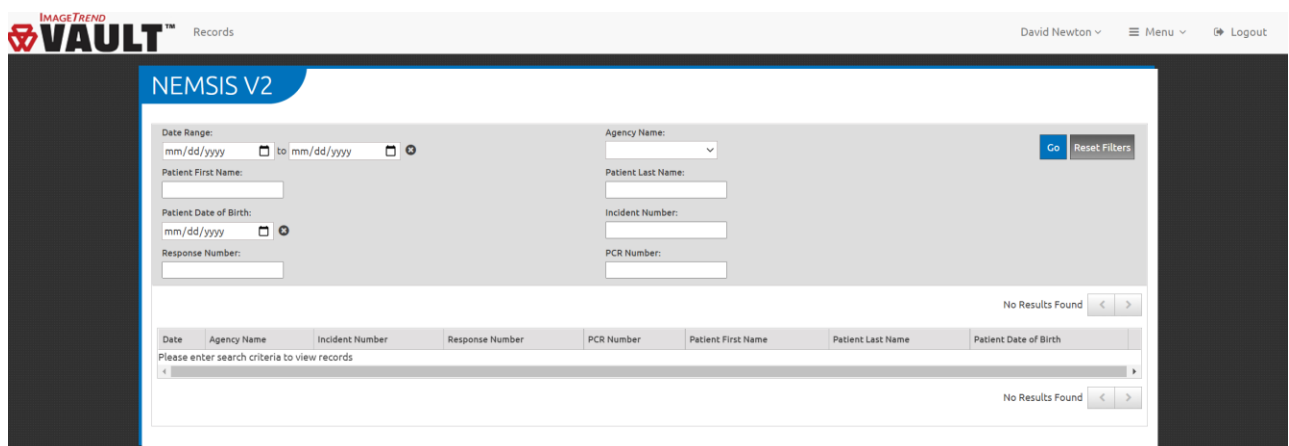 IMAGETREND
VAULT™
Records
David Newton
Menu
Logout
NEMSIS V2
Date Range:
mm/dd/yyyy to mm/dd/yyyy
Agency Name:
Go Reset Filters
Patient First Name:
Patient Last Name:
Patient Date of Birth:
mm/dd/yyyy
Incident Number:
Response Number:
PCR Number:
No Results Found
Date Agency Name Incident Number Response Number PCR Number Patient First Name Patient Last Name Patient Date of Birth
Please enter search criteria to view records
No Results Found